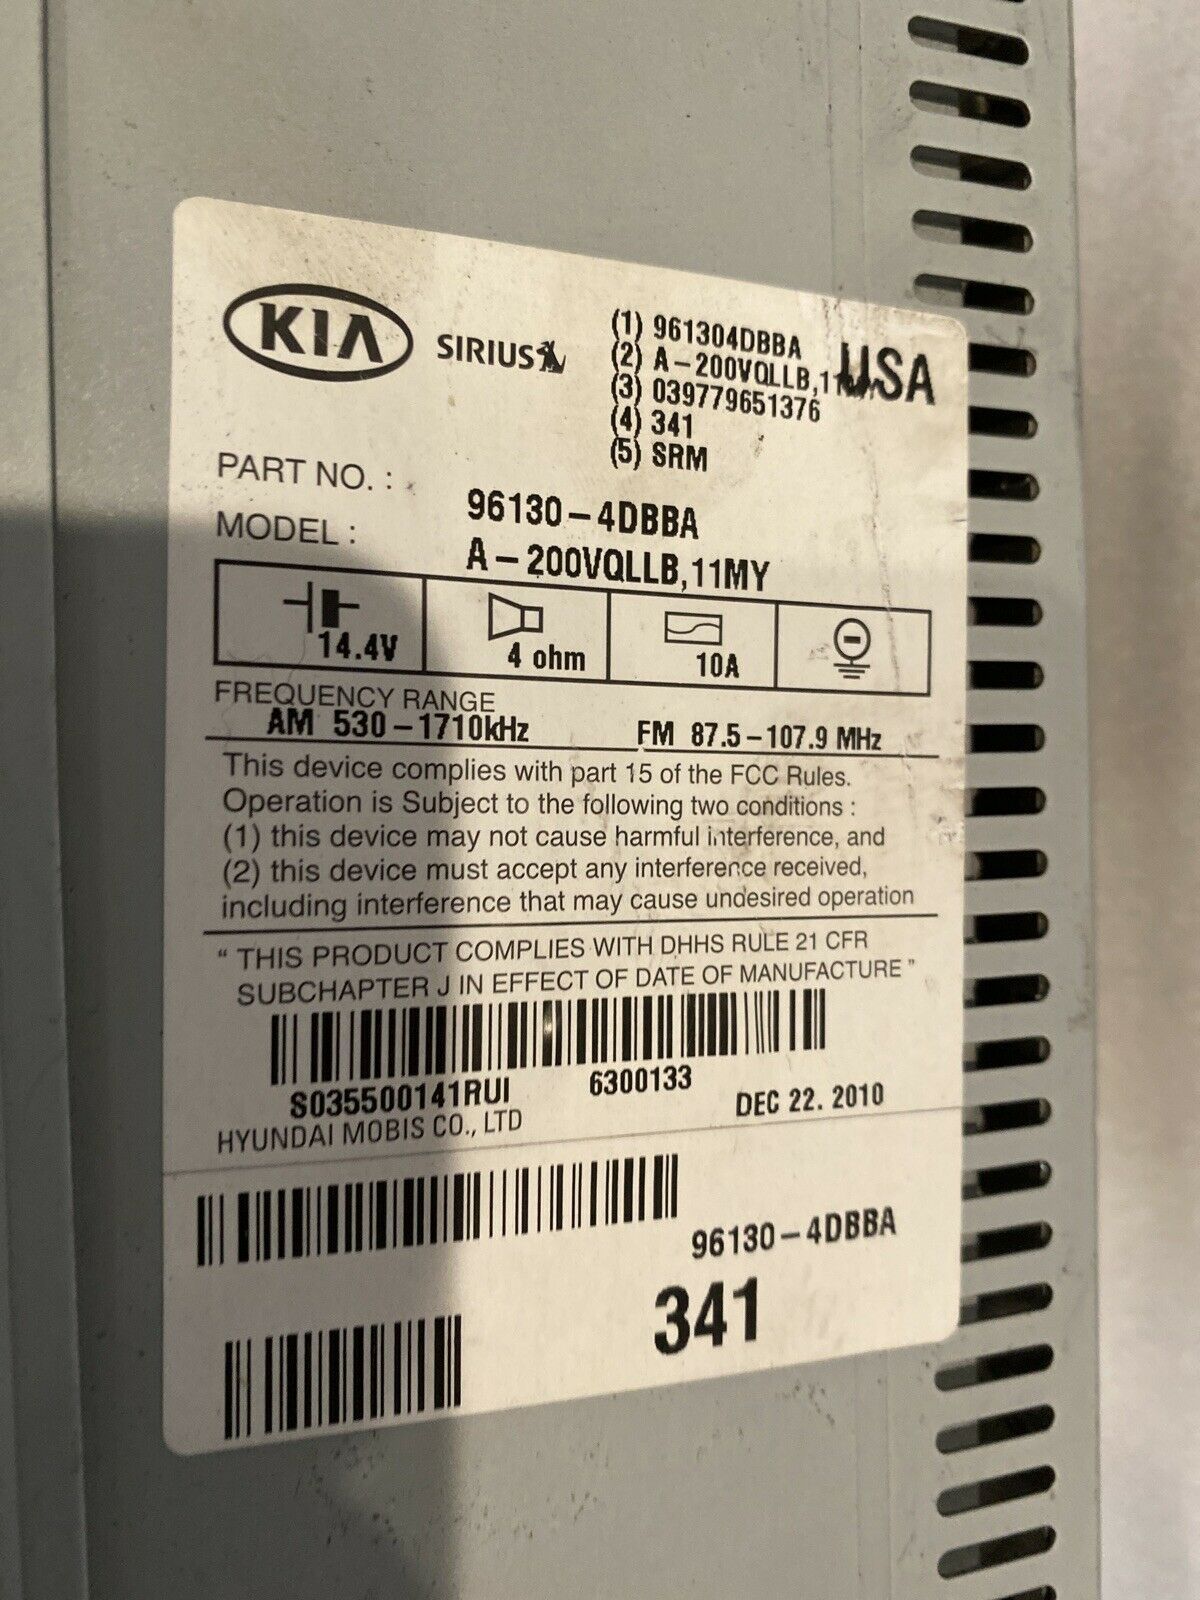 KIA
SIRIUS
(1) 961304DBBA
(2) A-200VQLLB,11MY
(3) 039779651376
(4) 341
(5) SRM
USA
PART NO. :
96130-4DBBA
MODEL :
A-200VQLLB,11MY
14.4V
4 ohm
10A
FREQUENCY RANGE
AM 530-1710kHz FM 87.5-107.9 MHz
This device complies with part 15 of the FCC Rules.
Operation is Subject to the following two conditions :
(1) this device may not cause harmful interference, and
(2) this device must accept any interference received,
including interference that may cause undesired operation
“ THIS PRODUCT COMPLIES WITH DHHS RULE 21 CFR
SUBCHAPTER J IN EFFECT OF DATE OF MANUFACTURE ”
S035500141RUI 6300133
DEC 22. 2010
HYUNDAI MOBIS CO., LTD
96130-4DBBA
341